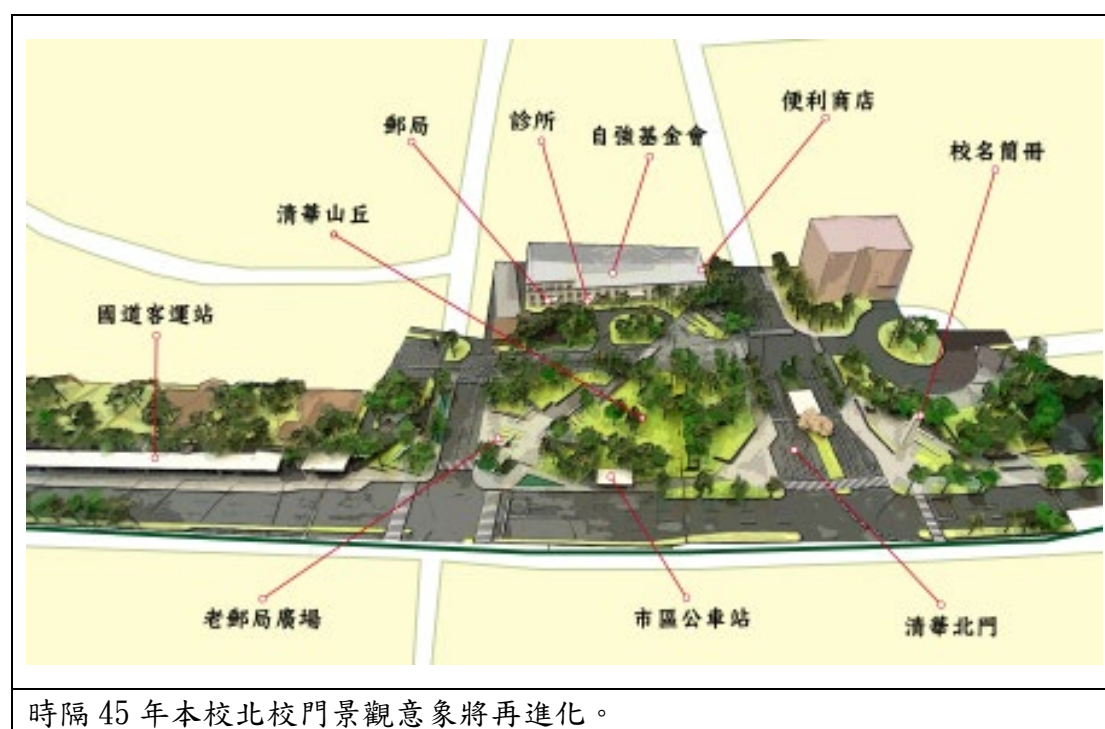 便利商店
郵局
診所
自強基金會
校名簡冊
清華山丘
國道客運站
老郵局廣場
市區公車站
清華北門
時隔 45 年本校北校門景觀意象將再進化。